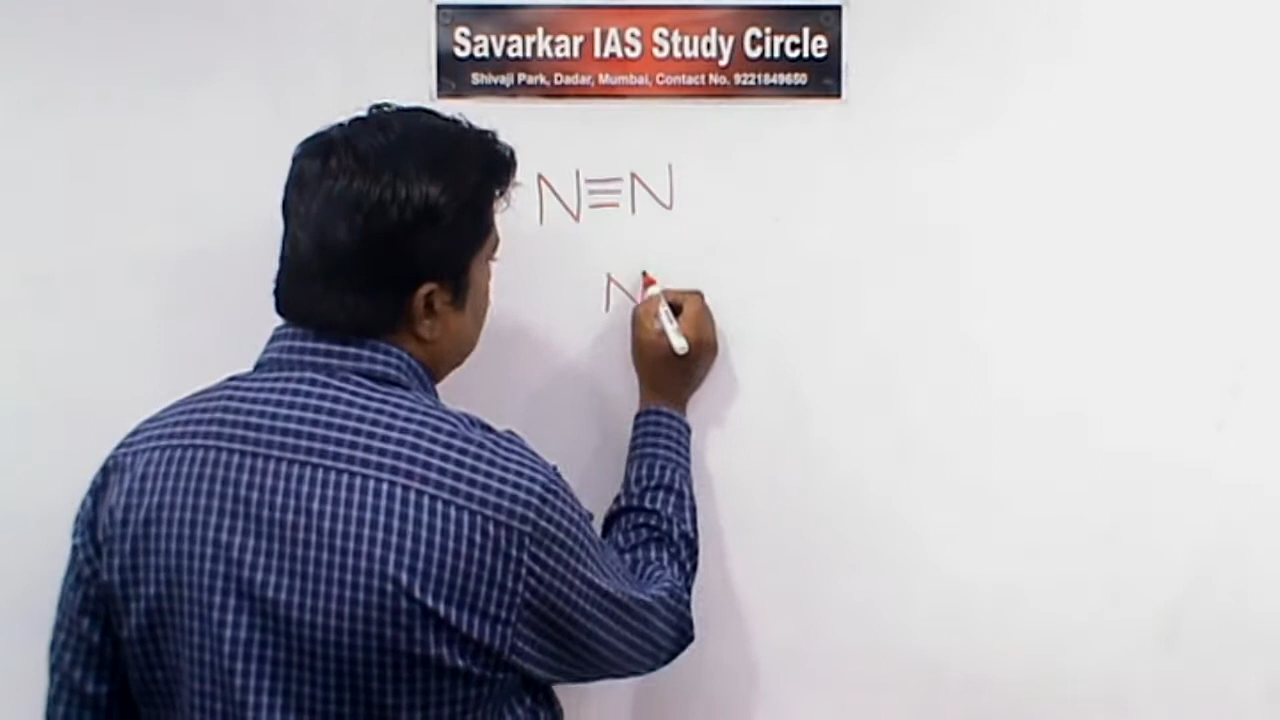 Savarkar IAS Study Circle
Shivaji Park, Dadar, Mumbai, Contact No. 9221849650
N≡N
N